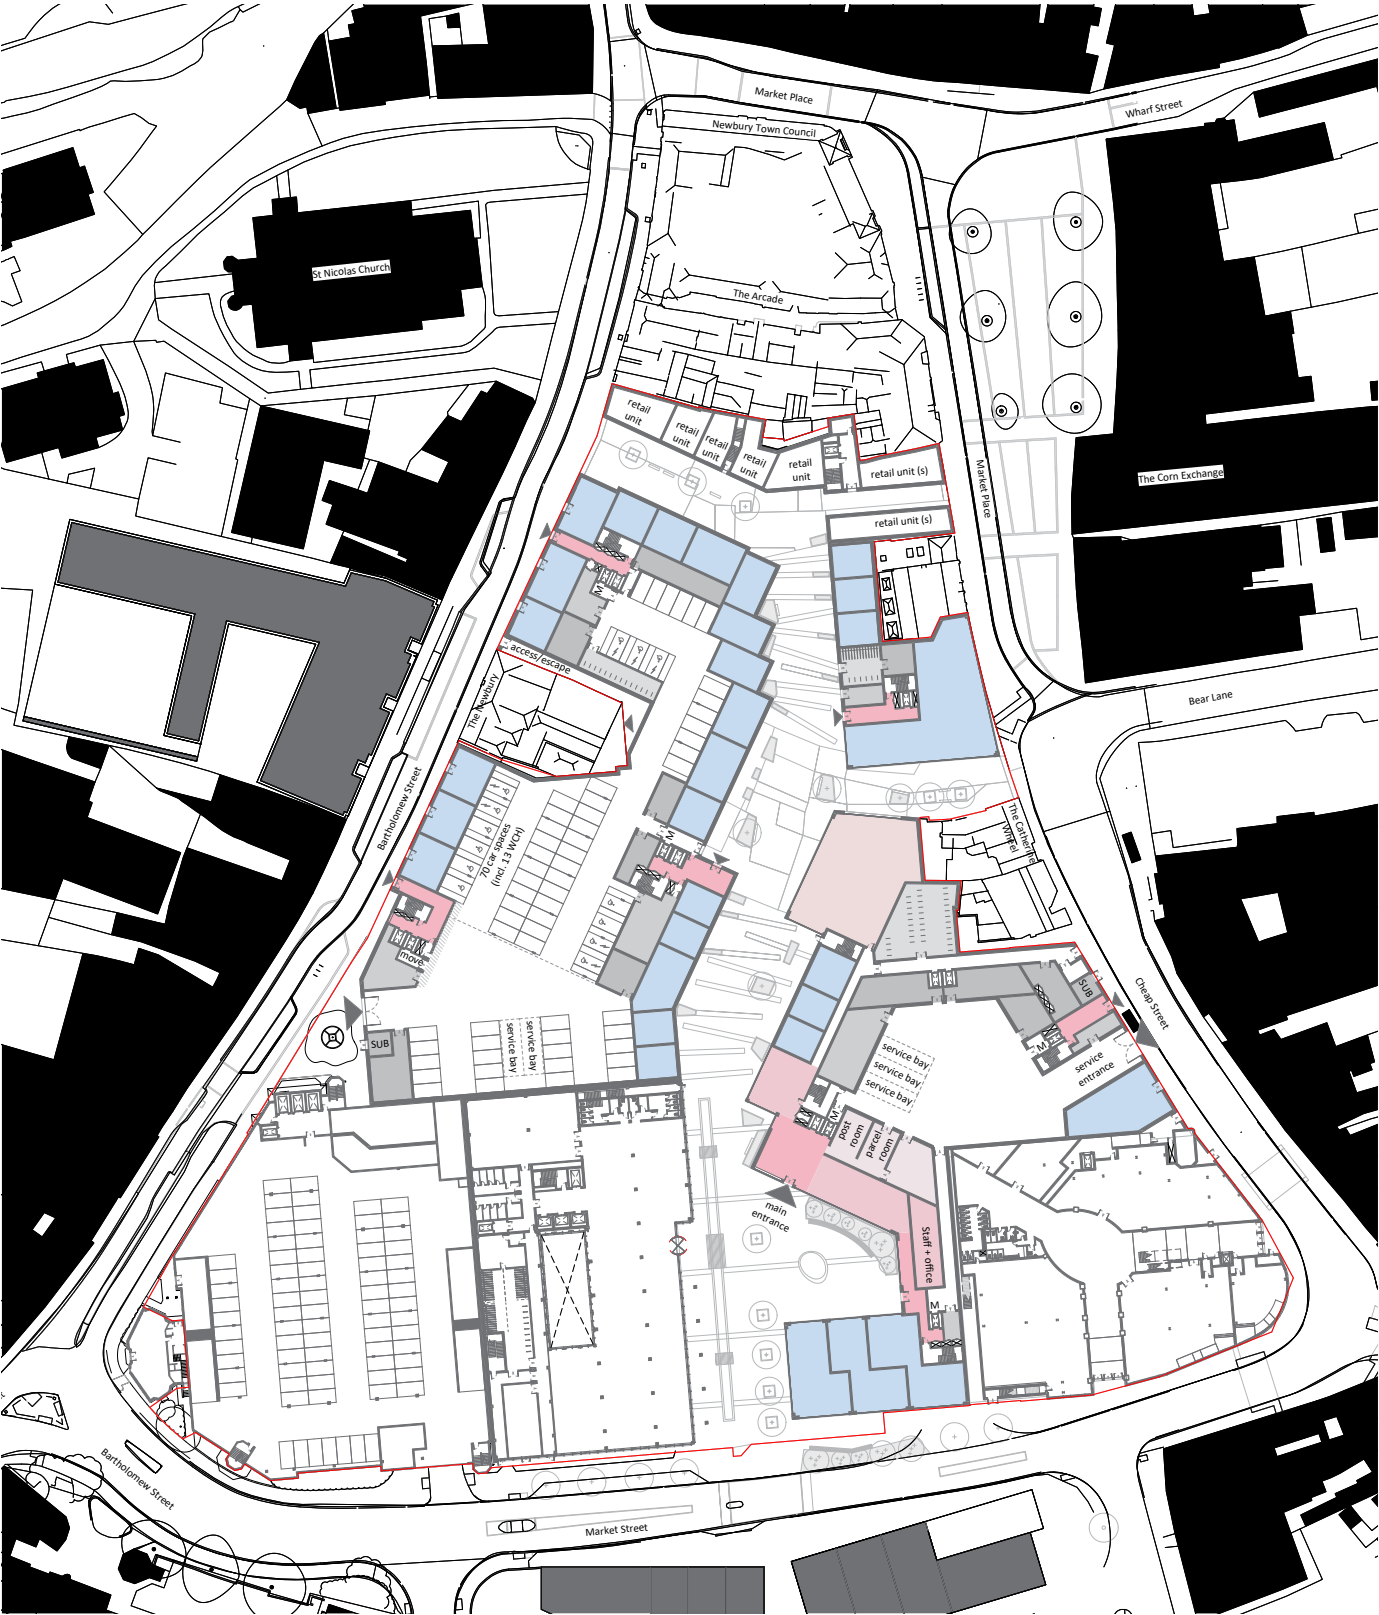 Market Place
Wharf Street
Newbury Town Council
St Nicolas Church
The Arcade
retail
unit
retail
unit
retail
unit
retail
unit
retail
unit
retail unit (s)
Market Place
The Corn Exchange
retail unit (s)
M
access/escape
The Newbury
Bear Lane
Bartholomew Street
70 car spaces
(incl. 13 WCH)
M
The Catherine
Wheel
move
SUB
Cheap Street
SUB
service bay
service bay
service bay
service bay
service bay
M
service
entrance
M
post
room
parcel
room
main
entrance
Staff + office
M
Bartholomew Street
Market Street